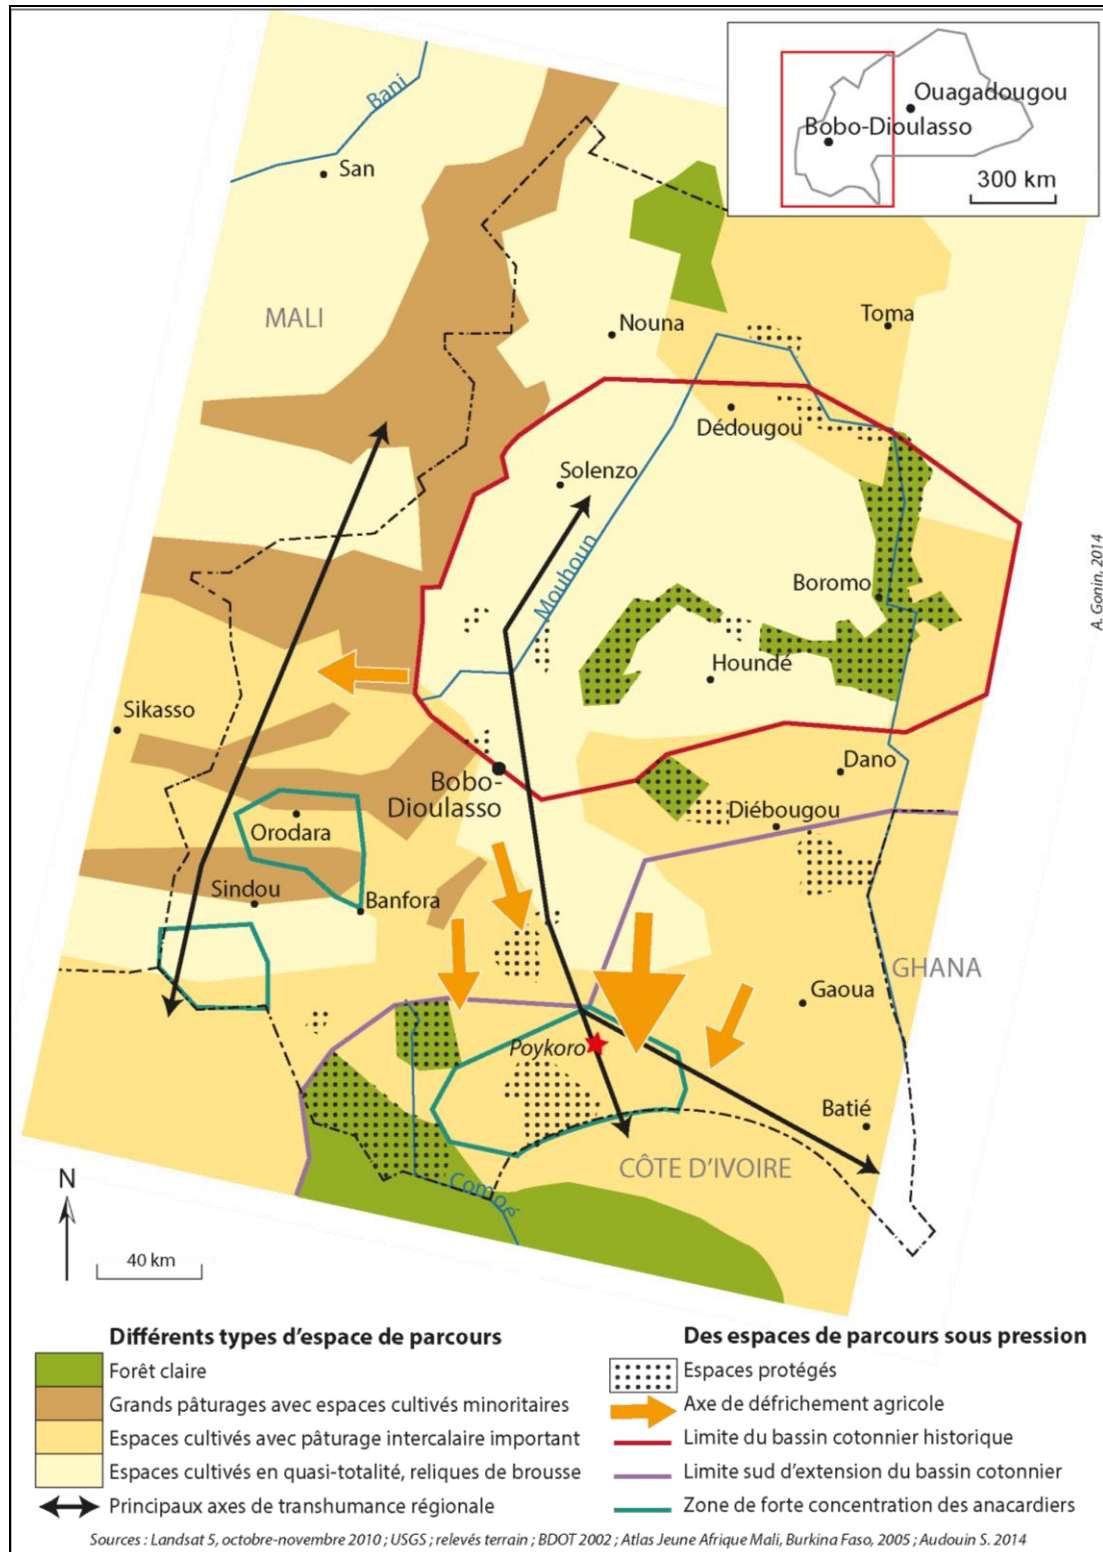 Bani
San
Ouagadougou
Bobo-Dioulasso
300 km
MALI
Nouna
Toma
Dédougou
Solenzo
Mouhoun
Boromo
A. Gonin, 2014
Houndé
Sikasso
Dano
Bobo-
Dioulasso
Diébougou
Orodara
Sindou
Banfora
GHANA
Gaoua
Poykoro
Batié
CÔTE D'IVOIRE
Compé
N
40 km
Différents types d'espace de parcours
Forêt claire
Grands pâturages avec espaces cultivés minoritaires
Espaces cultivés avec pâturage intercalaire important
Espaces cultivés en quasi-totalité, reliques de brousse
Principaux axes de transhumance régionale
Des espaces de parcours sous pression
Espaces protégés
Axe de défrichement agricole
Limite du bassin cotonnier historique
Limite sud d'extension du bassin cotonnier
Zone de forte concentration des anacardiers
Sources : Landsat 5, octobre-novembre 2010 ; USGS ; relevés terrain ; BDOT 2002 ; Atlas Jeune Afrique Mali, Burkina Faso, 2005 ; Audouin S. 2014